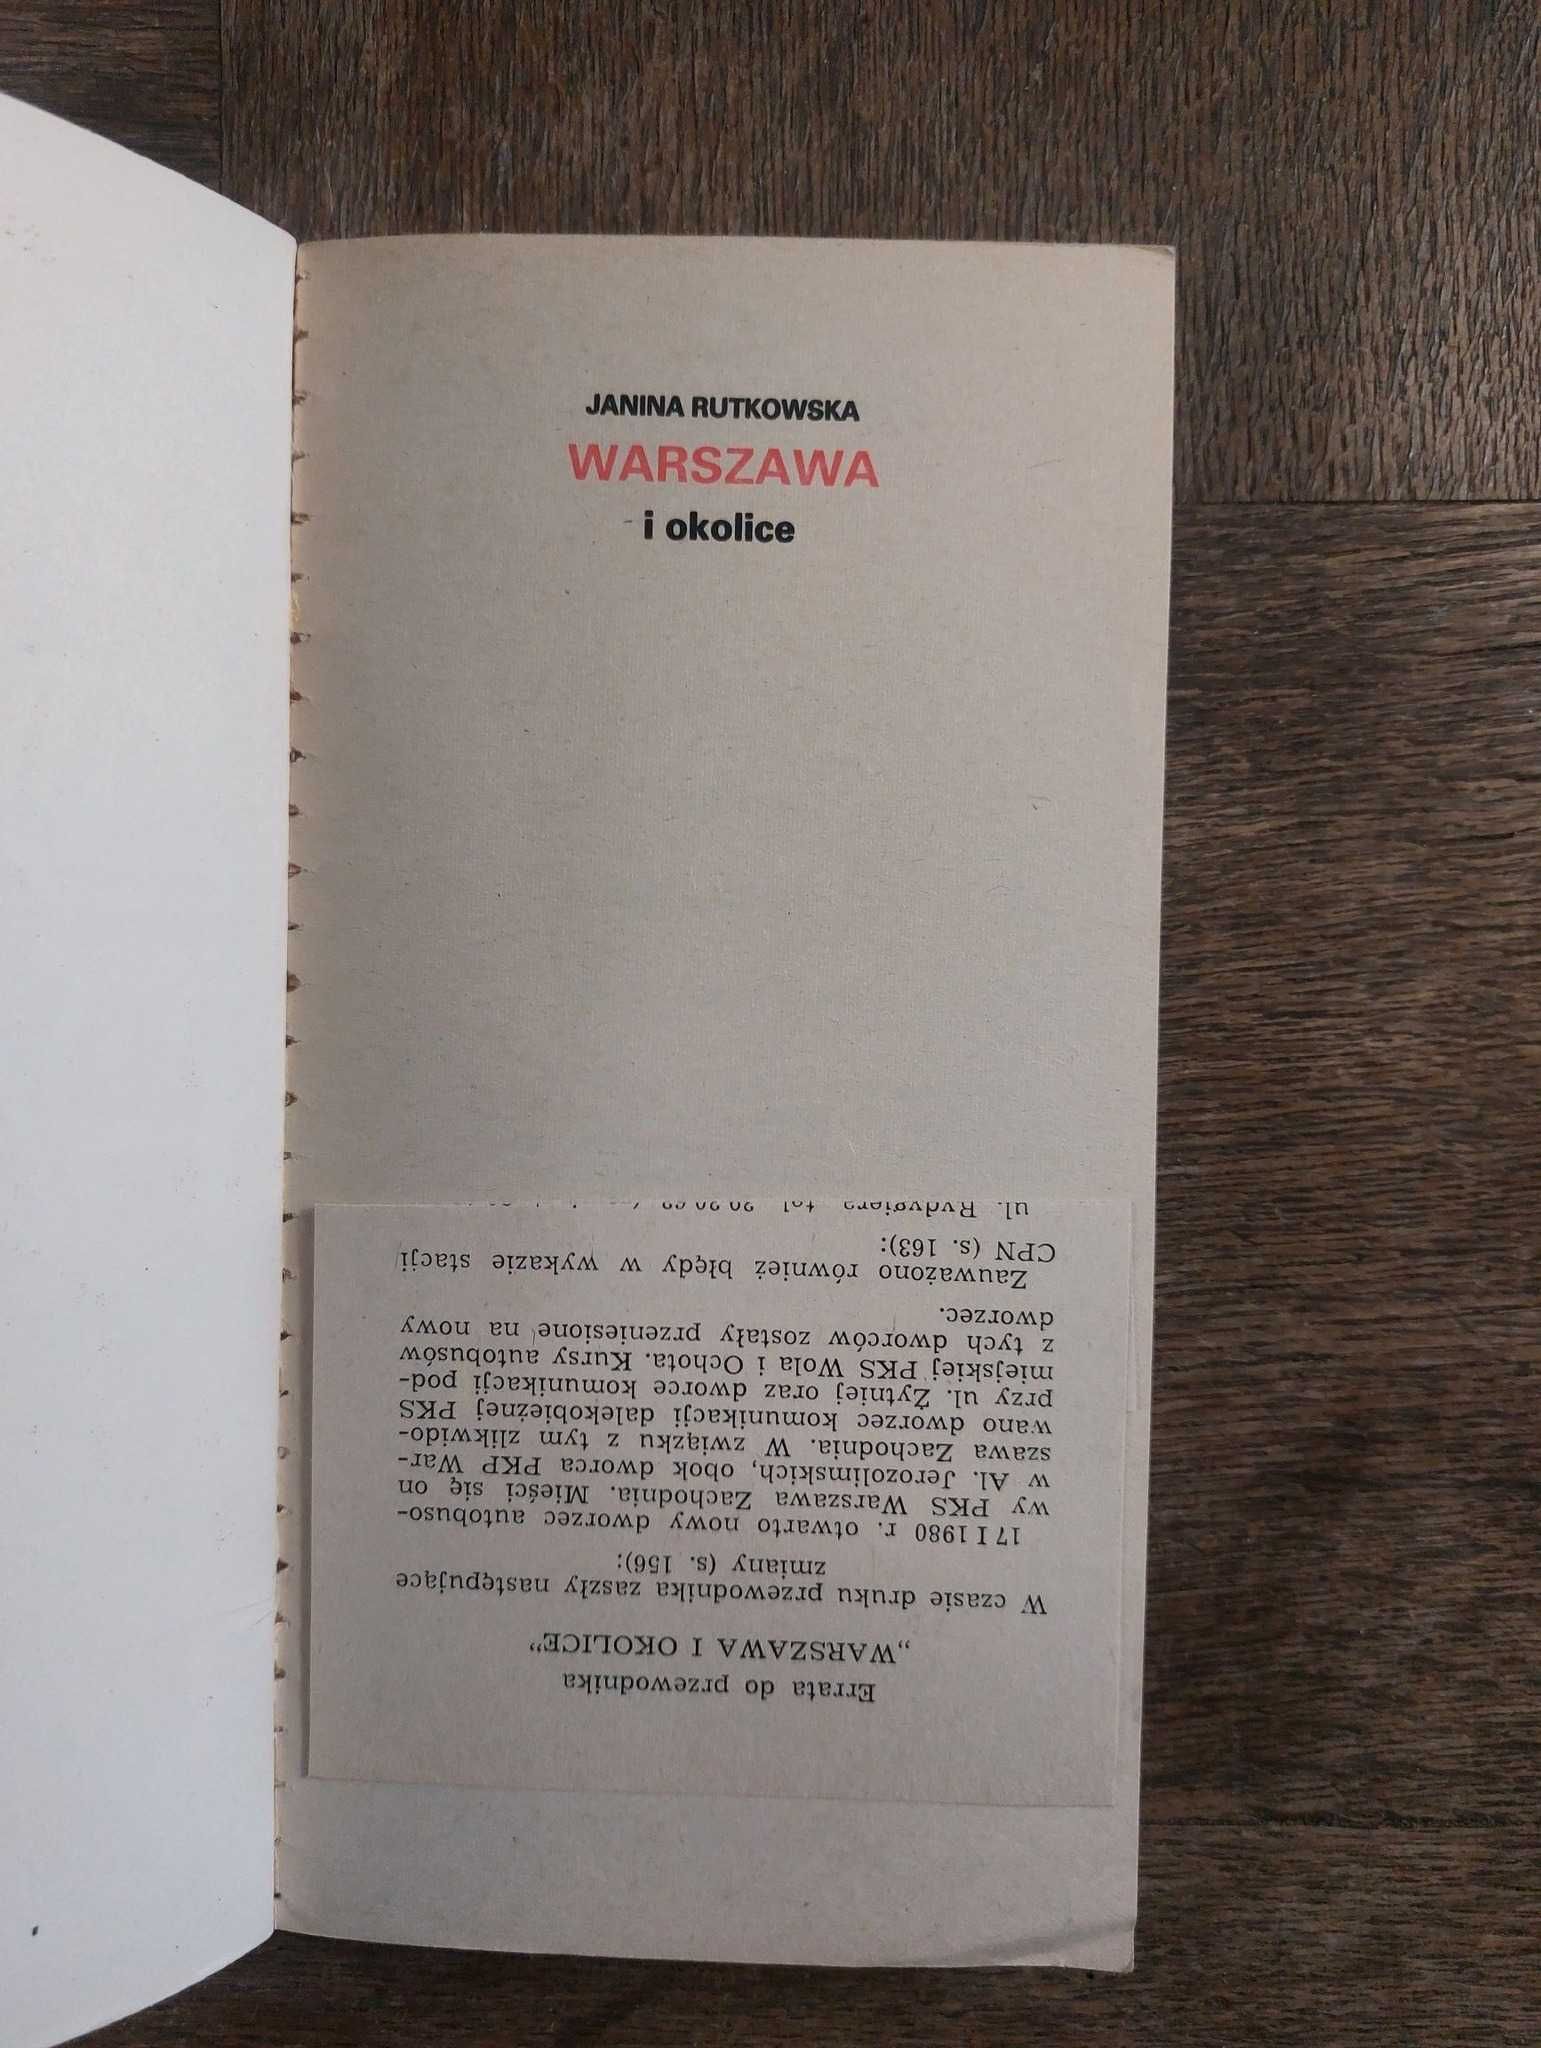 JANINA RUTKOWSKA
WARSZAWA
i okolice
Errata do przewodnika
„WARSZAWA I OKOLICE”
W czasie druku przewodnika zaszły następujące
zmiany (s. 156):
17 I 1980 r. otwarto nowy dworzec autobuso-
wy PKS Warszawa Zachodnia. Mieści się on
w Al. Jerozolimskich, obok dworca PKP War-
szawa Zachodnia. W związku z tym zlikwido-
wano dworzec komunikacji dalekobieżnej PKS
przy ul. Żytniej oraz dworce komunikacji pod-
miejskiej PKS Wola i Ochota. Kursy autobusów
z tych dworców zostały przeniesione na nowy
dworzec.
Zauważono również błędy w wykazie stacji
CPN (s. 163):
ul. Rydygiera tel.